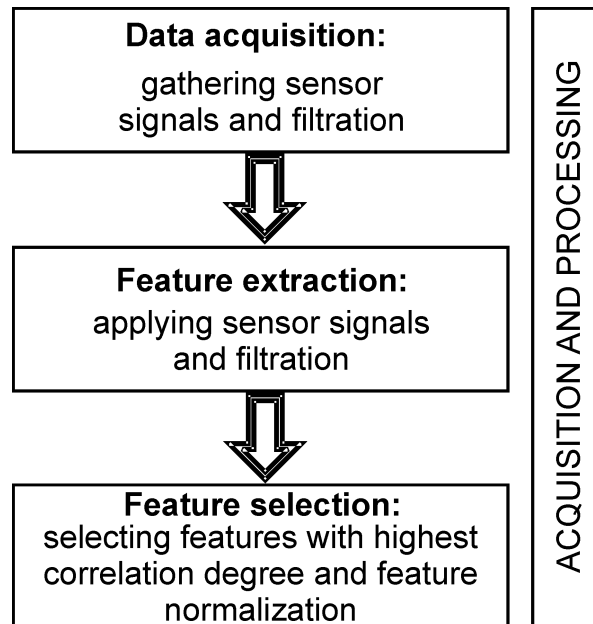 Data acquisition:
gathering sensor
signals and filtration
Feature extraction:
applying sensor signals
and filtration
Feature selection:
selecting features with highest
correlation degree and feature
normalization
ACQUISITION AND PROCESSING